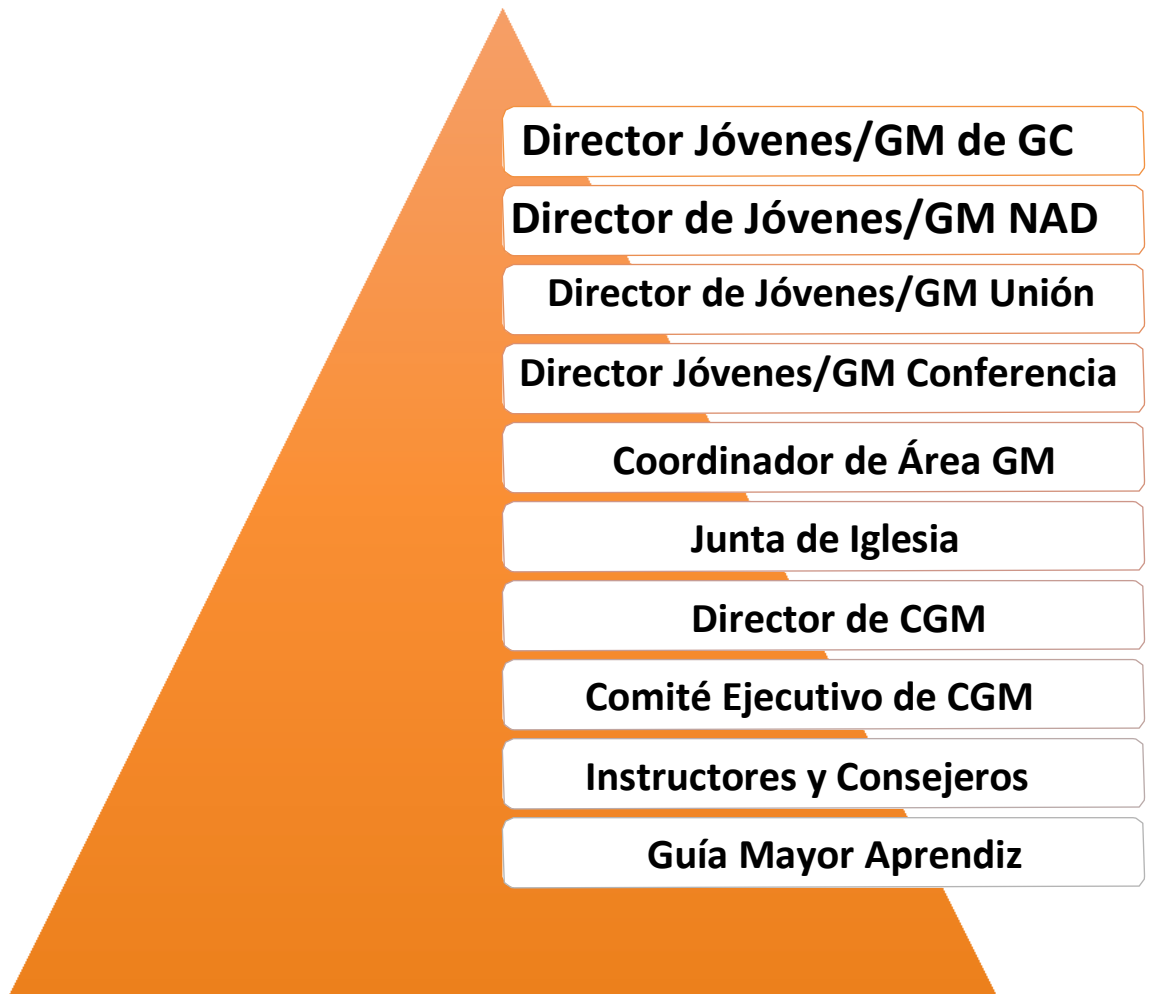 Director Jóvenes/GM de GC
Director de Jóvenes/GM NAD
Director de Jóvenes/GM Unión
Director Jóvenes/GM Conferencia
Coordinador de Área GM
Junta de Iglesia
Director de CGM
Comité Ejecutivo de CGM
Instructores y Consejeros
Guía Mayor Aprendiz